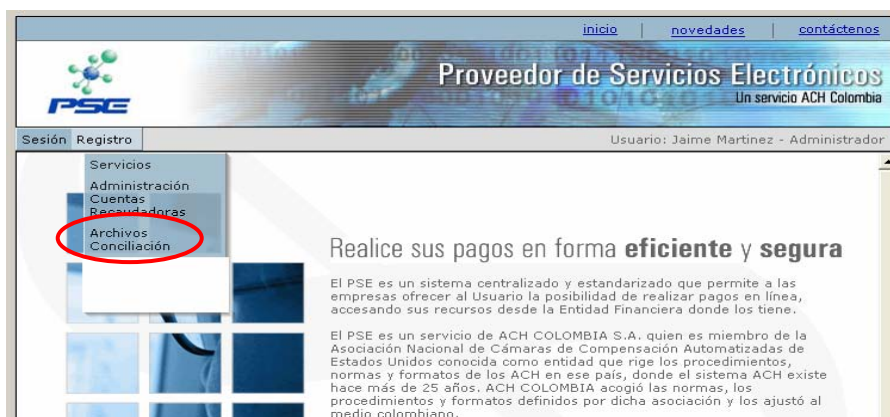 inicio | novedades | contáctenos
PSE
Proveedor de Servicios Electrónicos
Un servicio ACH Colombia
Sesión Registro
Usuario: Jaime Martinez - Administrador
Servicios
Administración
Cuentas
Recaudadoras
Archivos
Conciliación
Realice sus pagos en forma eficiente y segura
El PSE es un sistema centralizado y estandarizado que permite a las
empresas ofrecer al Usuario la posibilidad de realizar pagos en línea,
accesando sus recursos desde la Entidad Financiera donde los tiene.
El PSE es un servicio de ACH COLOMBIA S.A. quien es miembro de la
Asociación Nacional de Cámaras de Compensación Automatizadas de
Estados Unidos conocida como entidad que rige los procedimientos,
normas y formatos de los ACH en ese país, donde el sistema ACH existe
hace más de 25 años. ACH COLOMBIA acogió las normas, los
procedimientos y formatos definidos por dicha asociación y los ajustó al
medio colombiano.